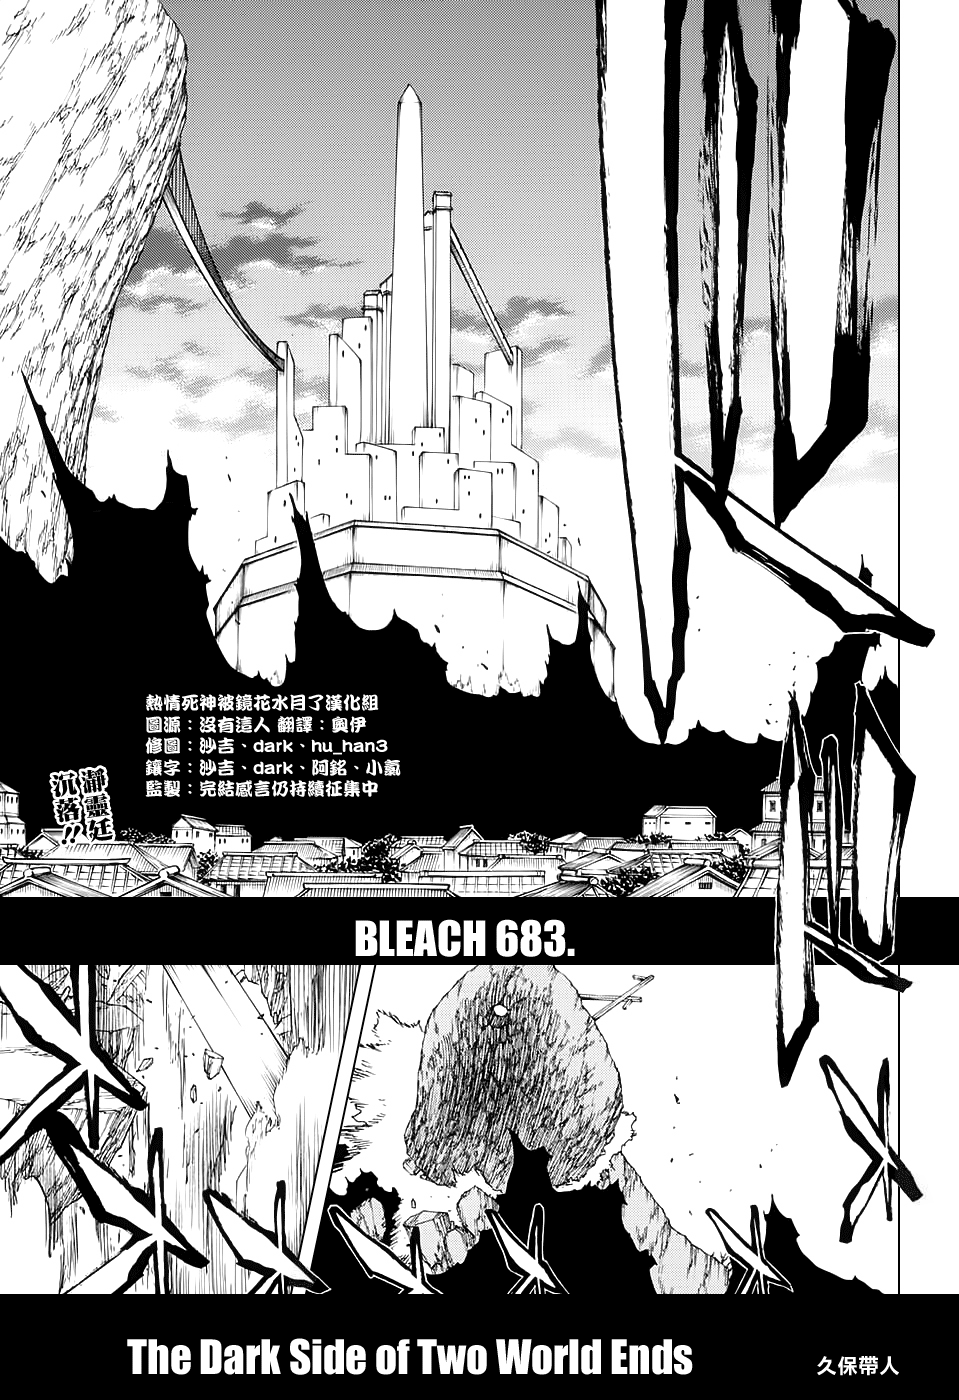 熱情死神被鏡花水月了漢化組
圖源：沒有這人 翻譯：奧伊
修圖：沙吉、dark、hu_han3
鑲字：沙吉、dark、阿銘、小氣
監製：完結感言仍持續征集中
瀞靈廷
沉落!!
BLEACH 683.
The Dark Side of Two World Ends
久保帶人